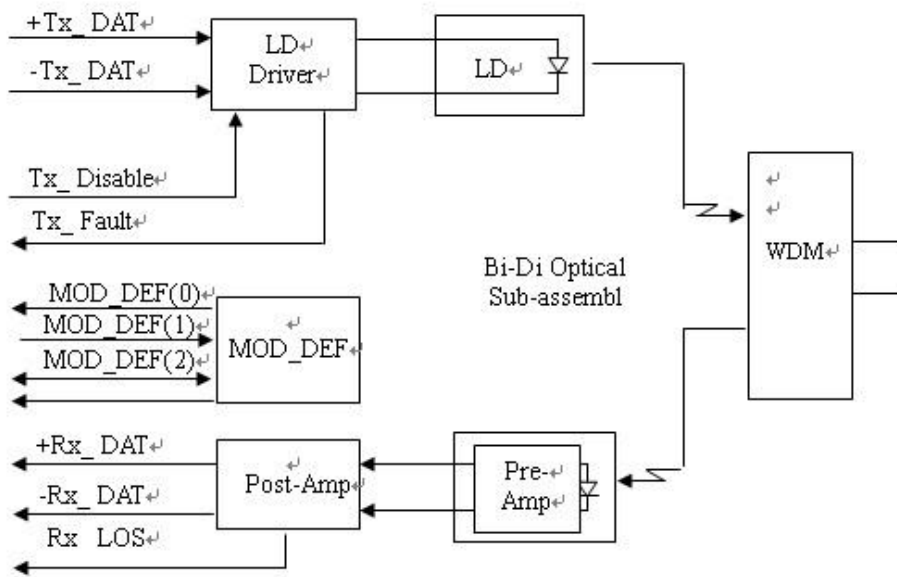 +Tx_ DAT↵
-Tx_ DAT↵
LD↵
Driver↵
LD↵
Tx_ Disable↵
Tx_ Fault↵
↵
↵
WDM↵
Bi-Di Optical
Sub-assembl
MOD_DEF(0)↵
MOD_DEF(1)↵
MOD_DEF(2)↵
↵
MOD_DEF↵
+Rx_ DAT↵
-Rx_ DAT↵
Rx LOS↵
↵
Post-Amp↵
Pre-↵
Amp↵